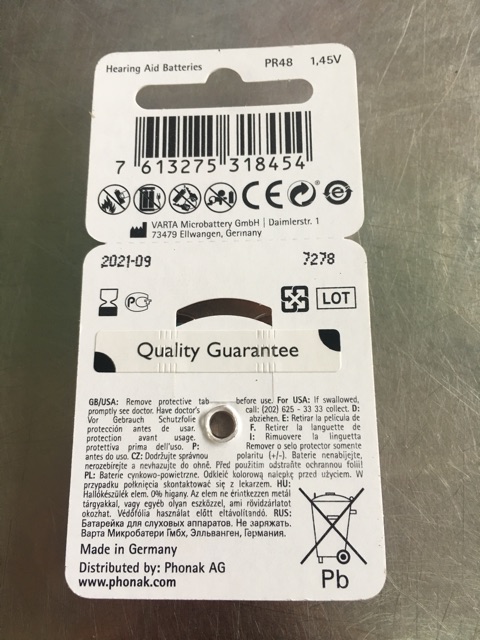 Hearing Aid Batteries PR48 1,45V
7 613275 318454
CE
VARTA Microbattery GmbH | Daimlerstr. 1
73479 Ellwangen, Germany
2021-09 7278
LOT
Quality Guarantee
GB/USA: Remove protective tab before use. For USA: If swallowed,
promptly see doctor. Have doctor's call: (202) 625 - 33 33 collect. D:
Vor Gebrauch Schutzfolie abziehen. E: Retirar la película de
protección antes de usar. F. Retirer la languette de
protection avant usage. I: Rimuovere la linguetta
protettiva prima dell'uso. P: Remover o selo protetor somente
antes do uso. CZ: Dodržujte správnou polaritu (+/-). Baterie nenabíjejte,
nerozebírejte a nevhazujte do ohně. Před použitím odstraňte ochrannou folii!
PL: Baterie cynkowo-powietrzne. Odkleić kolorową nalepkę przed użyciem. W
przypadku połknięcia skontaktować się z lekarzem. HU:
Hallókészülék elem. 0% higany. Az elem ne érintkezzen metál
tárgyakkal, vagy egyéb olyan eszközzel, ami rövidzárlatot
okozhat. Védőfólia használat előtt eltávolítandó. RUS:
Батарейка для слуховых аппаратов. Не заряжать.
Варта Микробатери Гмбх, Элльванген, Германия.
Made in Germany
Distributed by: Phonak AG
www.phonak.com
Pb